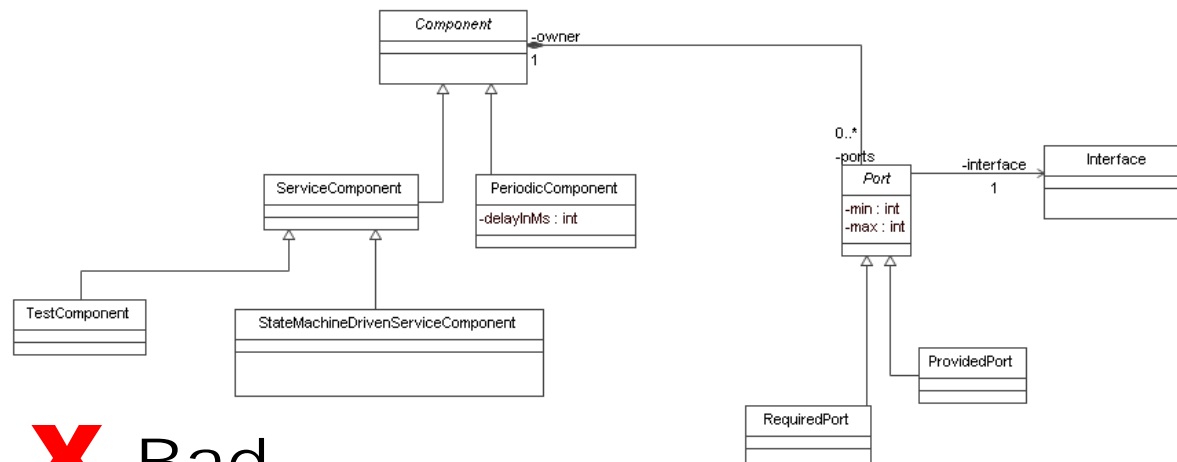 Component
-owner
1
0..*
-ports
Port
-min : int
-max : int
-interface
1
Interface
ServiceComponent
PeriodicComponent
-delayInMs : int
TestComponent
StateMachineDrivenServiceComponent
ProvidedPort
RequiredPort
X Bad